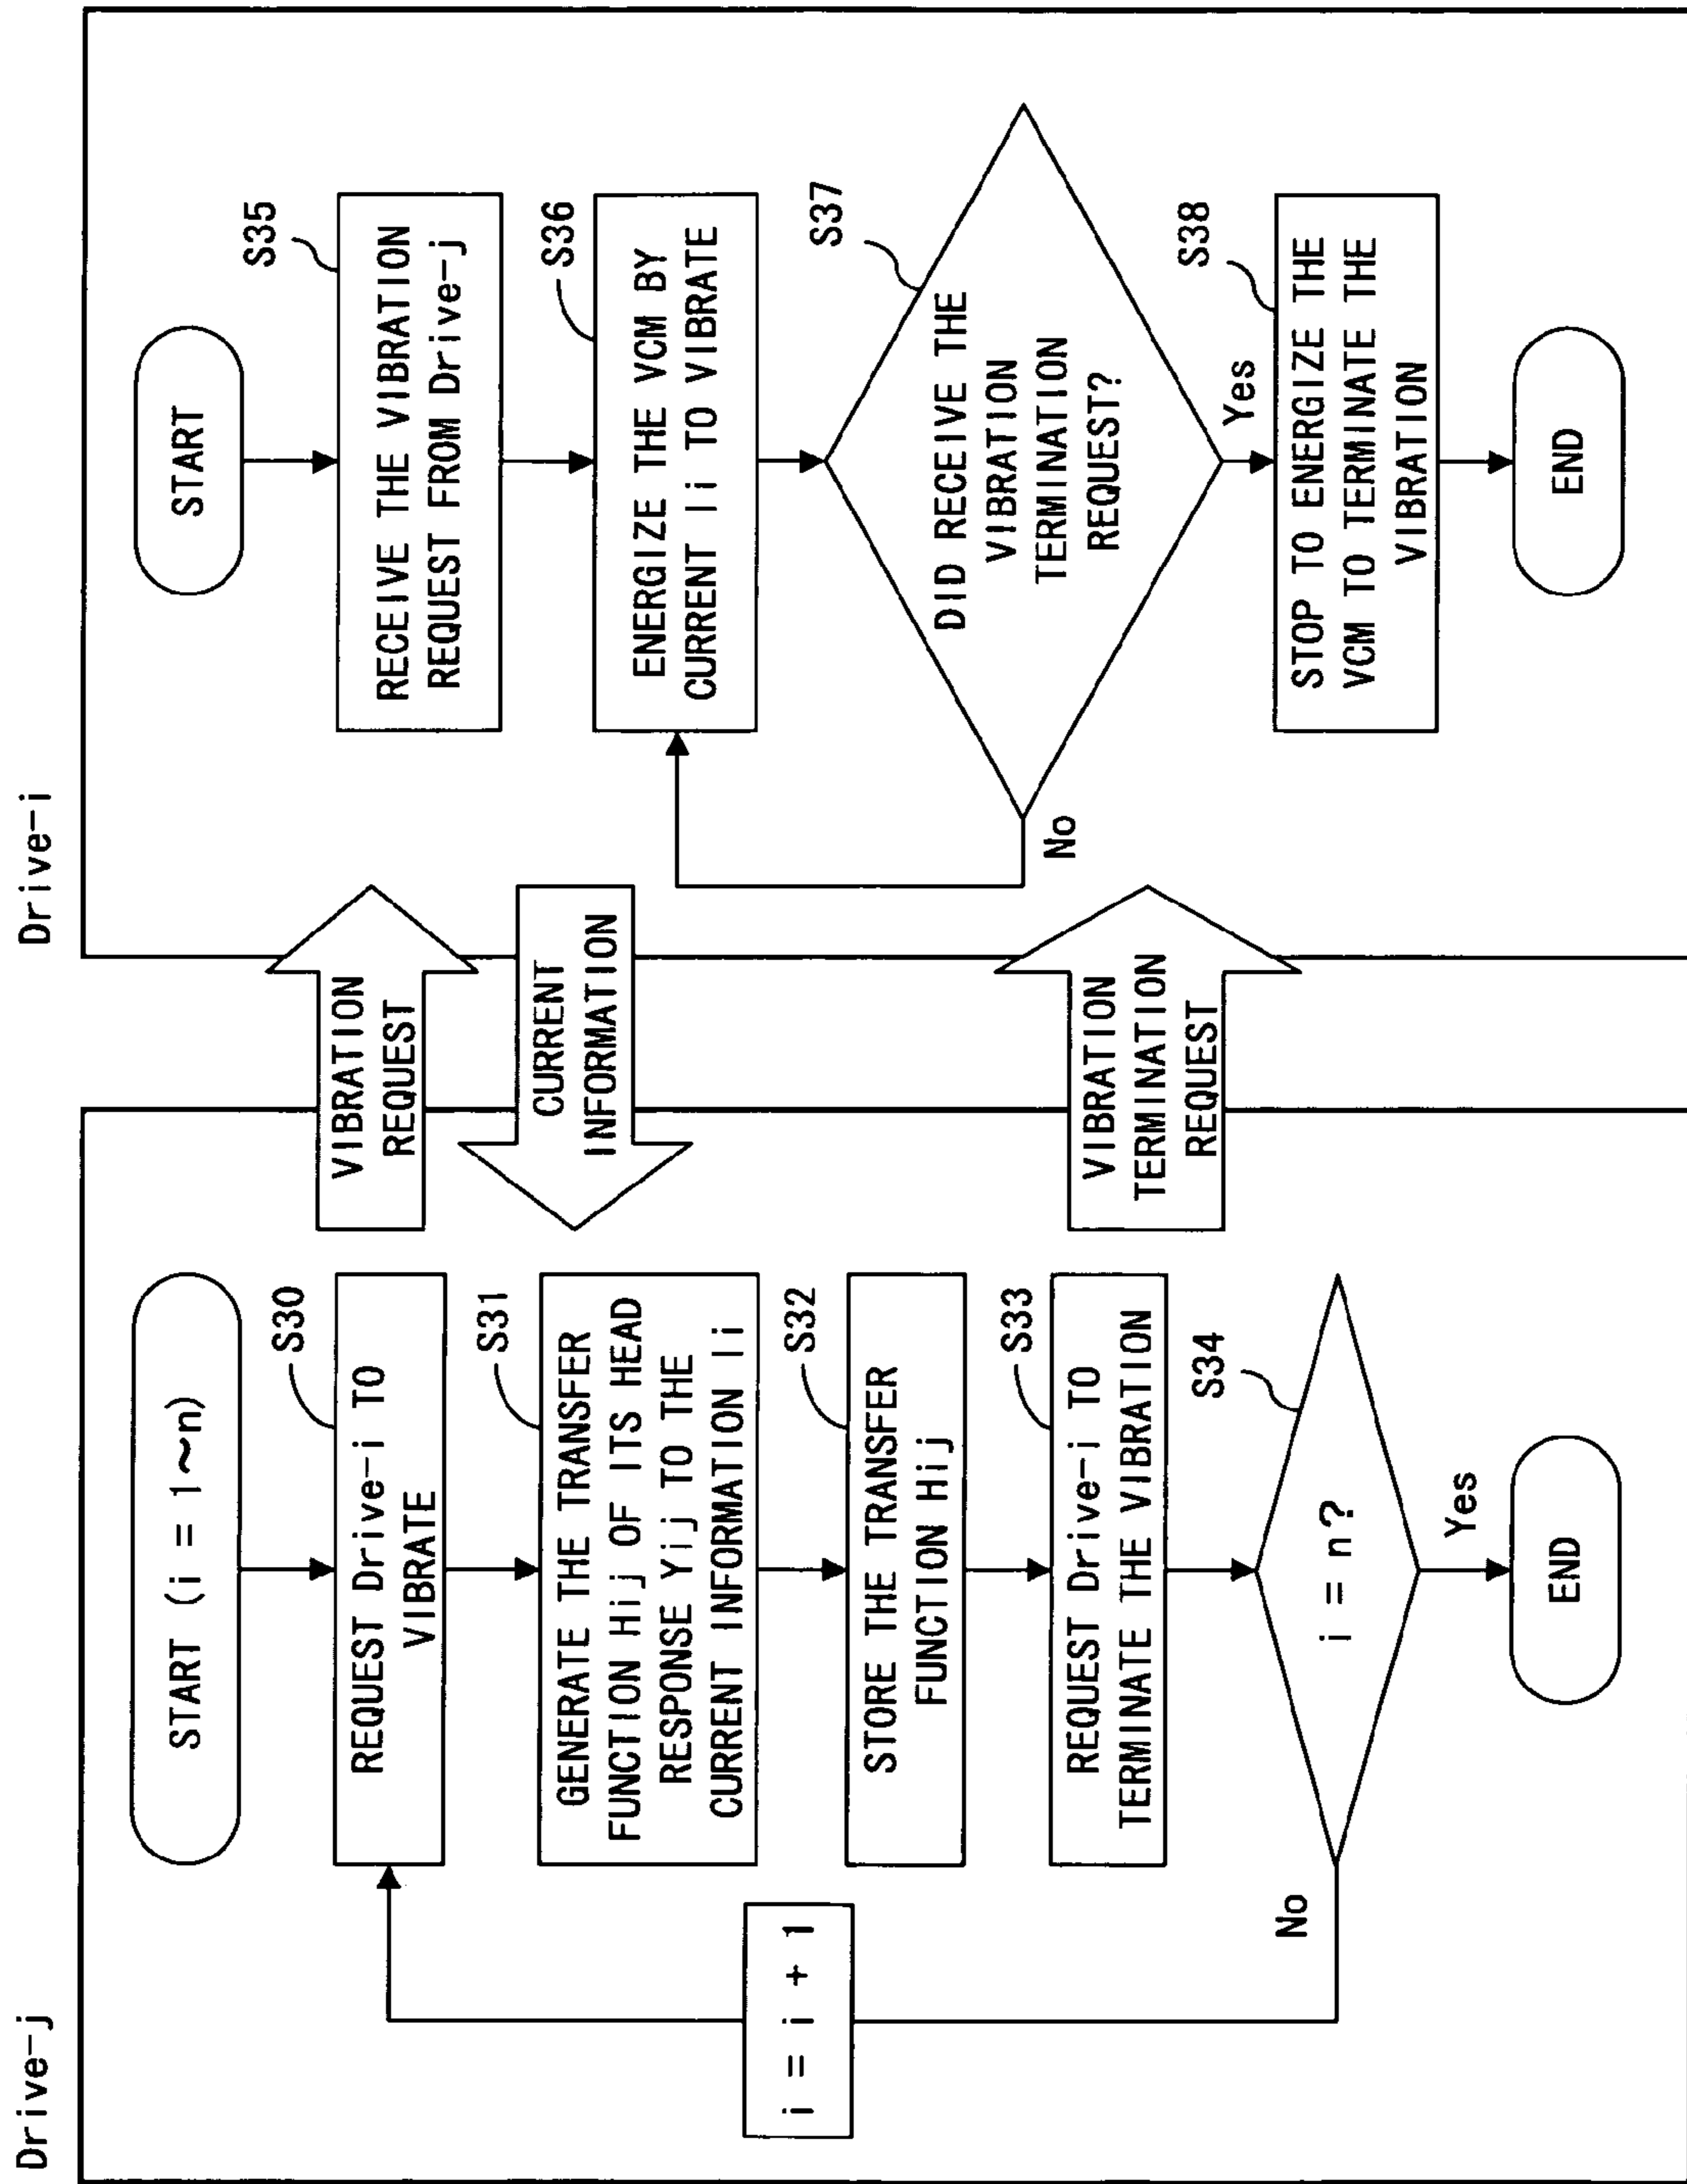 Drive-j
START (i = 1~n)
S30
REQUEST Drive-i TO
VIBRATE
S31
GENERATE THE TRANSFER
FUNCTION Hij OF ITS HEAD
RESPONSE Yij TO THE
CURRENT INFORMATION Ii
S32
STORE THE TRANSFER
FUNCTION Hij
S33
REQUEST Drive-i TO
TERMINATE THE VIBRATION
S34
i = n?
No
Yes
i = i + 1
END
VIBRATION
REQUEST
CURRENT
INFORMATION
VIBRATION
TERMINATION
REQUEST
Drive-i
START
S35
RECEIVE THE VIBRATION
REQUEST FROM Drive-j
S36
ENERGIZE THE VCM BY
CURRENT Ii TO VIBRATE
S37
DID RECEIVE THE
VIBRATION
TERMINATION
REQUEST?
No
Yes
S38
STOP TO ENERGIZE THE
VCM TO TERMINATE THE
VIBRATION
END